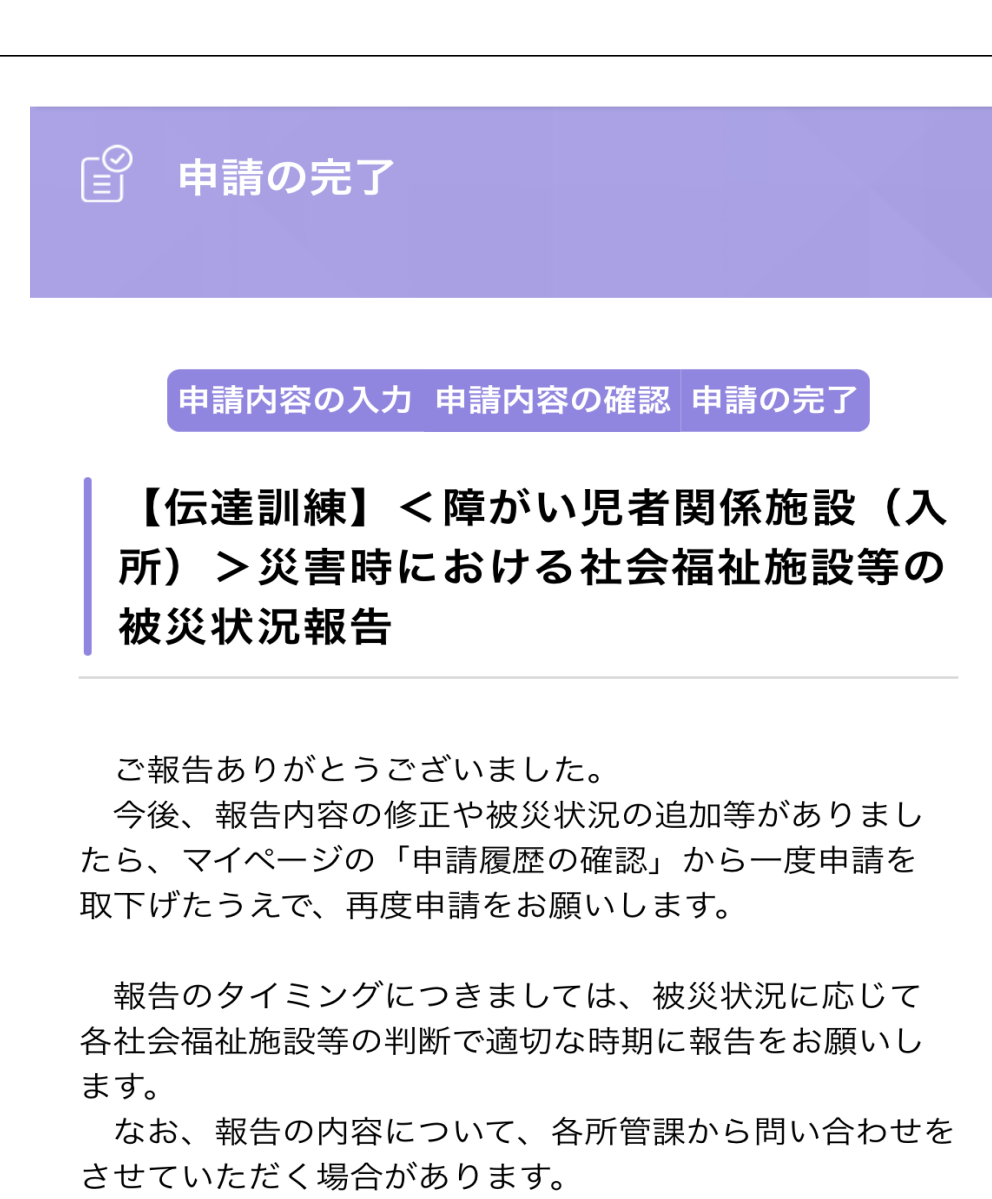 申請の完了
申請内容の入力 申請内容の確認 申請の完了
【伝達訓練】＜障がい児者関係施設（入
所）＞災害時における社会福祉施設等の
被災状況報告
ご報告ありがとうございました。
今後、報告内容の修正や被災状況の追加等がありまし
たら、マイページの「申請履歴の確認」から一度申請を
取下げたうえで、再度申請をお願いします。
報告のタイミングにつきましては、被災状況に応じて
各社会福祉施設等の判断で適切な時期に報告をお願いし
ます。
なお、報告の内容について、各所管課から問い合わせを
させていただく場合があります。